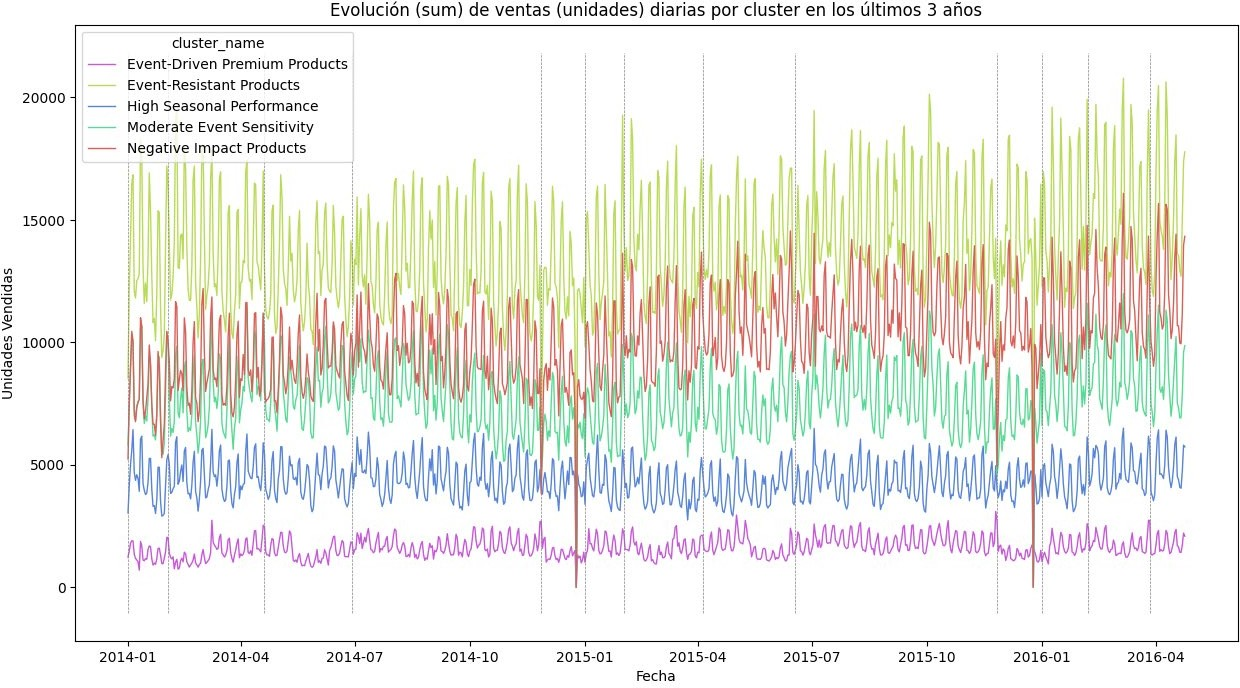 Evolución (sum) de ventas (unidades) diarias por cluster en los últimos 3 años
cluster_name
Event-Driven Premium Products
Event-Resistant Products
High Seasonal Performance
Moderate Event Sensitivity
Negative Impact Products
Unidades Vendidas
20000
15000
10000
5000
0
2014-01 2014-04 2014-07 2014-10 2015-01 2015-04 2015-07 2015-10 2016-01 2016-04
Fecha